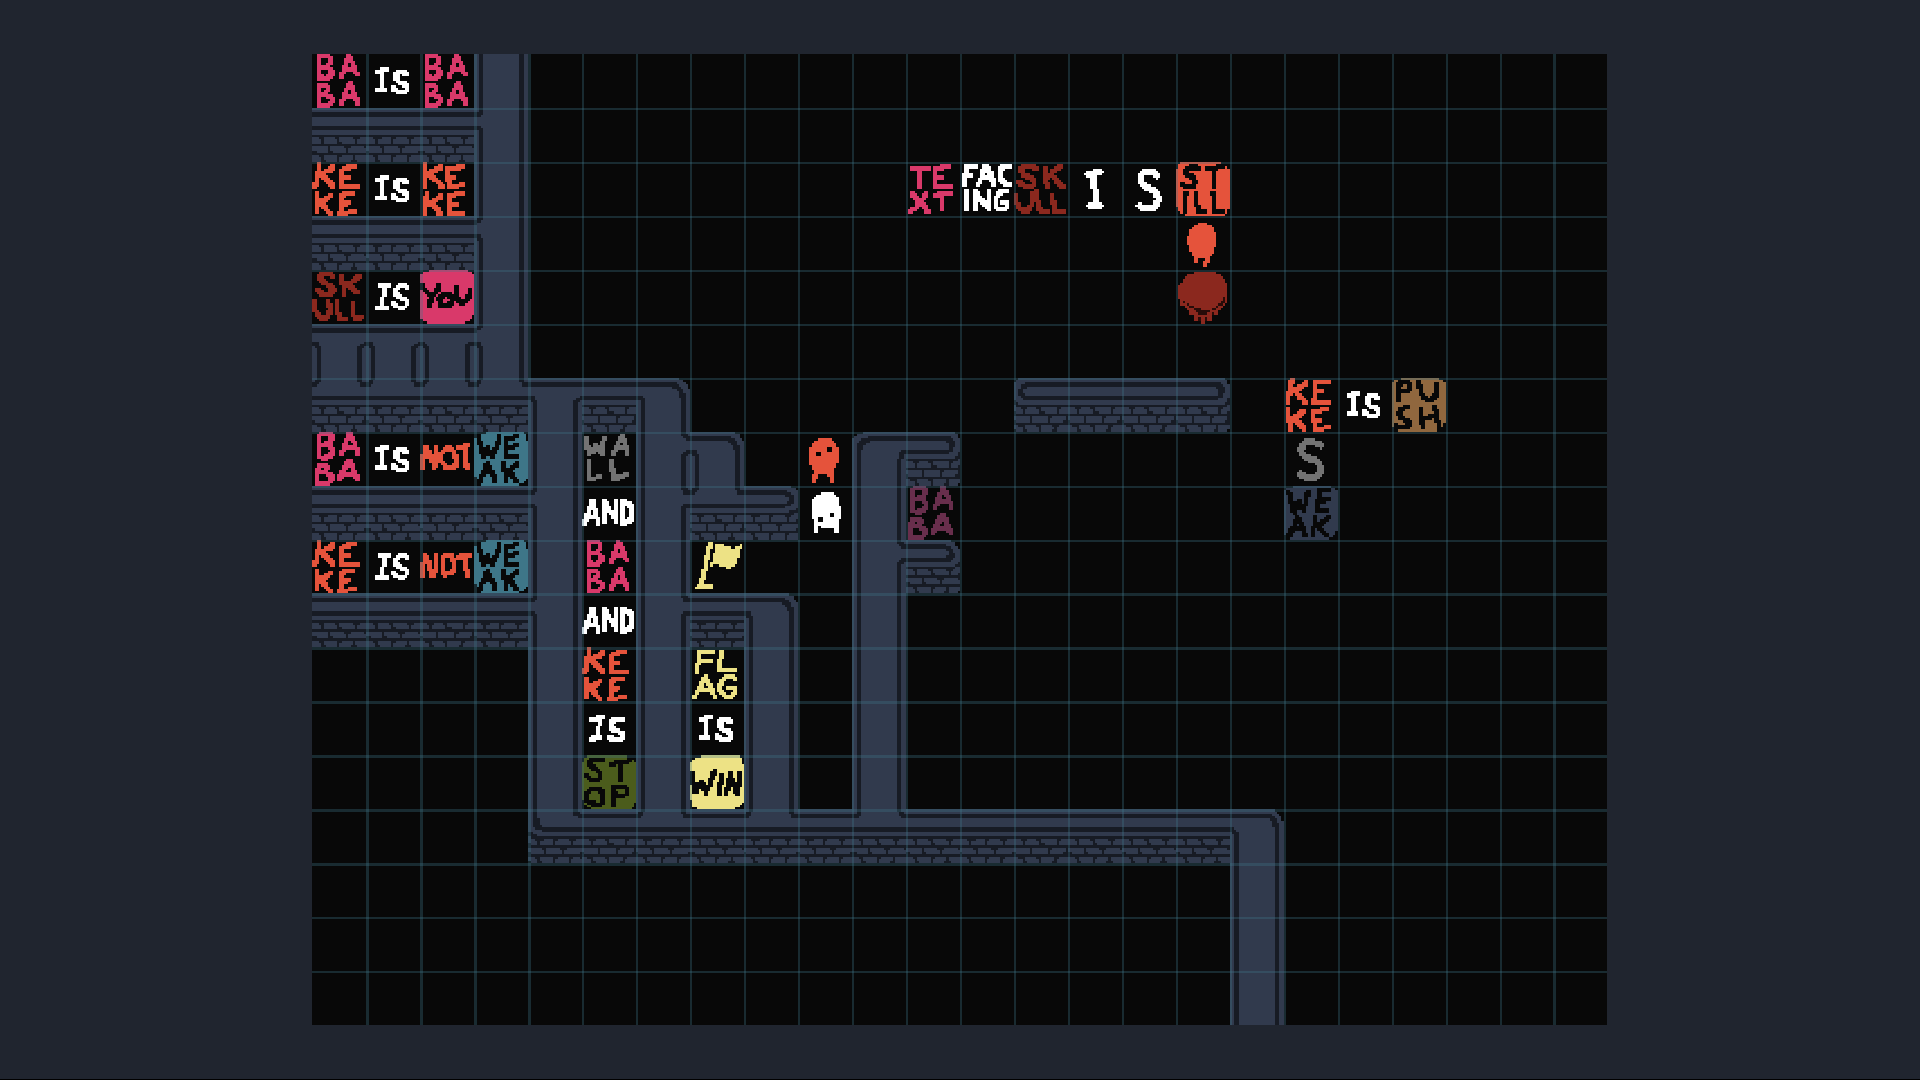 BABA IS BABA
KEKE IS KEKE
TEXT FACING SKULL I S STILL
SKULL IS YOU
KEKE IS PUSH
BABA IS NOT WEAK
WALL
S
AND
BABA
WEAK
KEKE IS NOT WEAK
BABA
AND
KEKE
FLAG
IS
IS
STOP
WIN